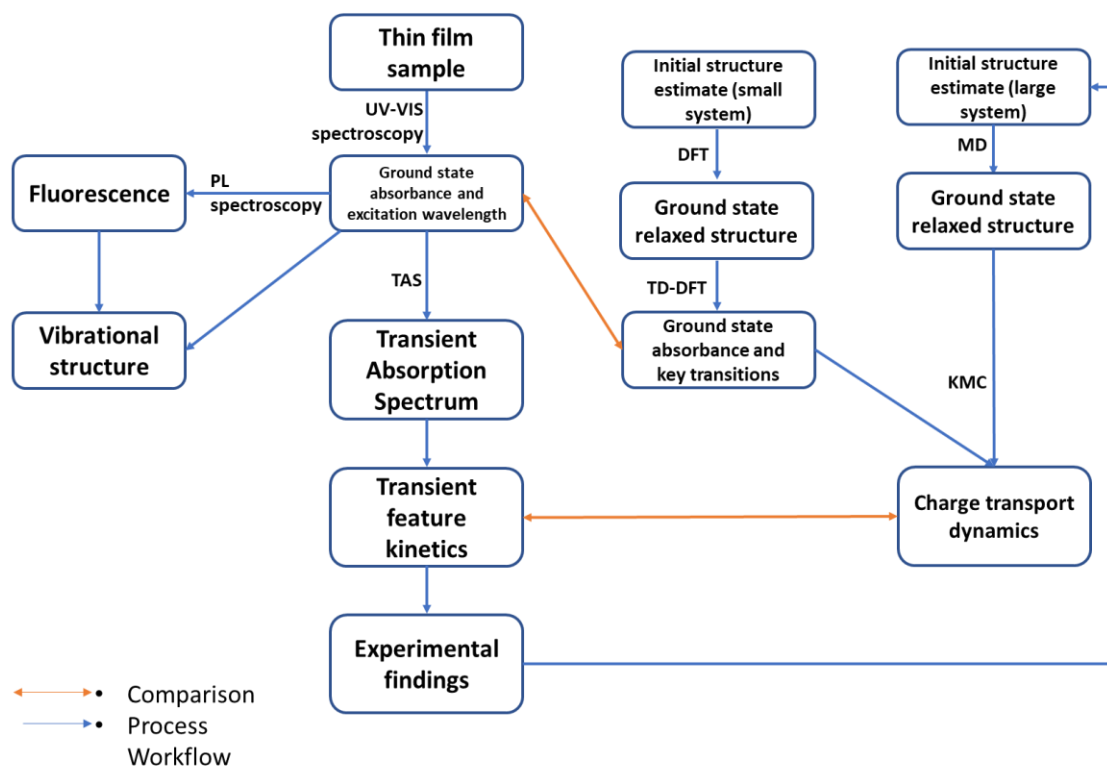 Thin film
sample
Initial structure
estimate (small
system)
Initial structure
estimate (large
system)
UV-VIS
spectroscopy
DFT
MD
Fluorescence
PL
spectroscopy
Ground state
absorbance and
excitation wavelength
Ground state
relaxed structure
Ground state
relaxed structure
TAS
TD-DFT
Vibrational
structure
Transient
Absorption
Spectrum
Ground state
absorbance and
key transitions
KMC
Transient
feature
kinetics
Charge transport
dynamics
Experimental
findings
• Comparison
• Process
Workflow